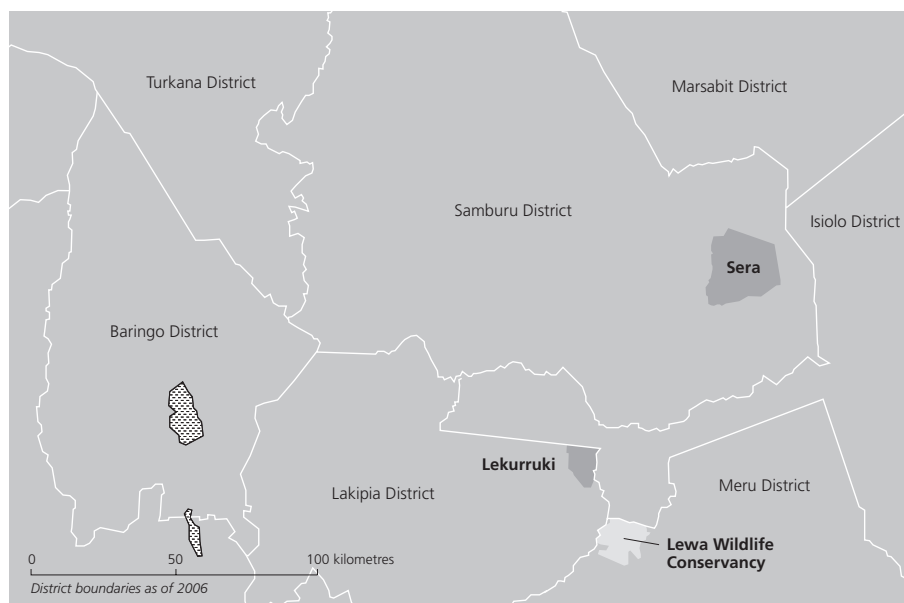 Turkana District
Marsabit District
Samburu District
Isiolo District
Sera
Baringo District
Lekurruki
Lakipia District
Meru District
Lewa Wildlife
Conservancy
0 50 100 kilometres
District boundaries as of 2006